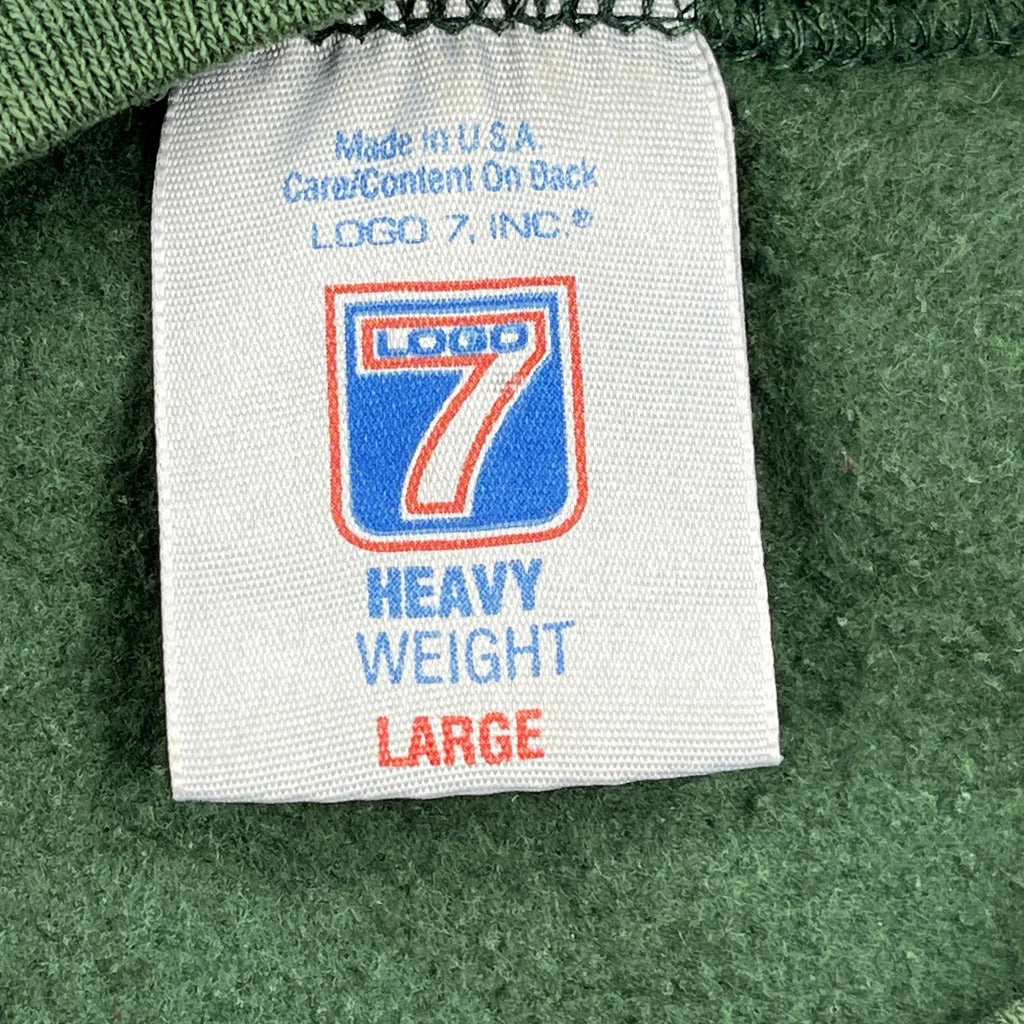 Made In U.S.A.
Care/Content On Back
LOGO 7, INC.®
LOGO
7
HEAVY
WEIGHT
LARGE